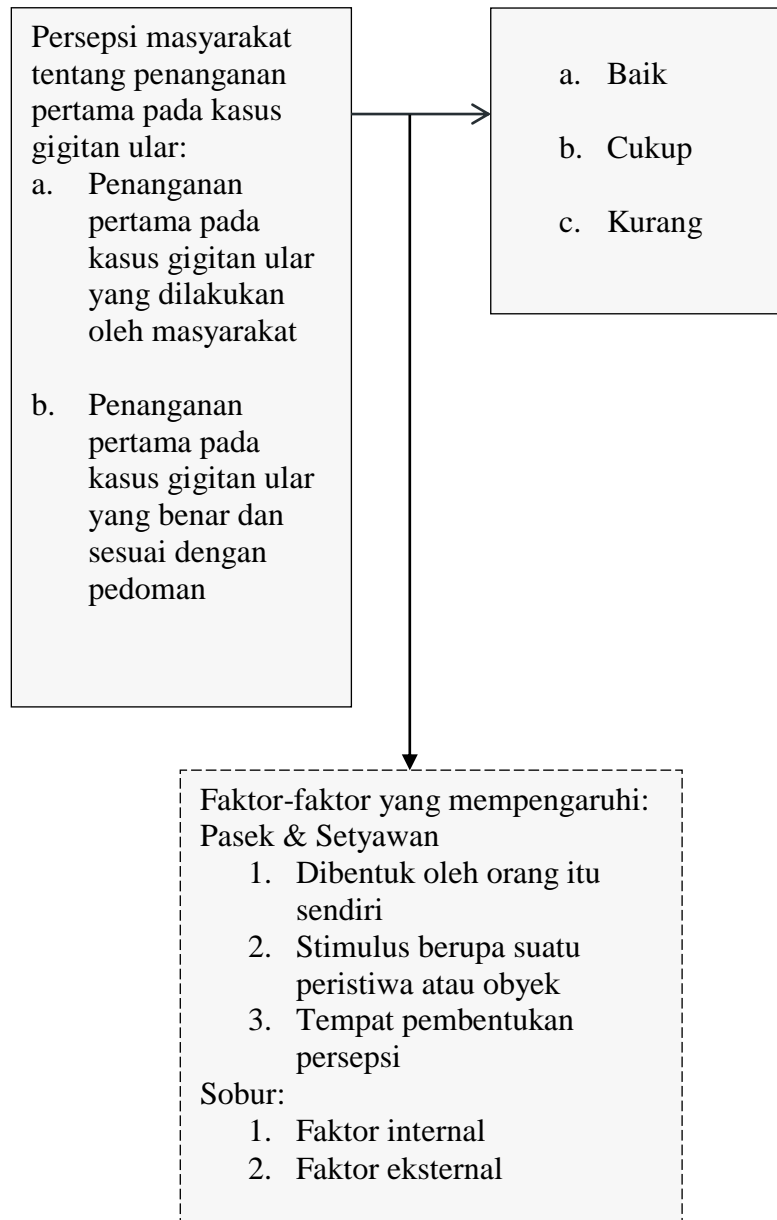 Persepsi masyarakat
tentang penanganan
pertama pada kasus
gigitan ular:
a. Penanganan
pertama pada
kasus gigitan ular
yang dilakukan
oleh masyarakat
b. Penanganan
pertama pada
kasus gigitan ular
yang benar dan
sesuai dengan
pedoman
a. Baik
b. Cukup
c. Kurang
Faktor-faktor yang mempengaruhi:
Pasek & Setyawan
1. Dibentuk oleh orang itu
sendiri
2. Stimulus berupa suatu
peristiwa atau obyek
3. Tempat pembentukan
persepsi
Sobur:
1. Faktor internal
2. Faktor eksternal